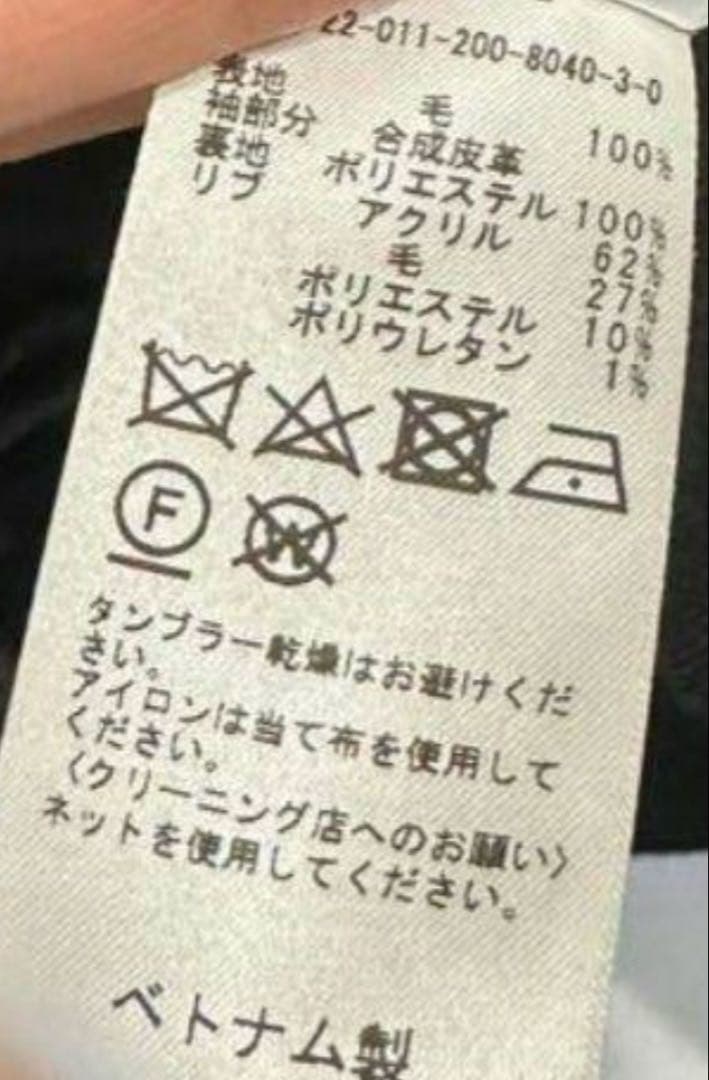 22-011-200-8040-3-0
表地 毛 100%
袖部分 合成皮革
裏地 ポリエステル 100%
リブ アクリル 62%
毛 27%
ポリエステル 10%
ポリウレタン 1%
F
W
タンブラー乾燥はお避けくだ
さい。
アイロンは当て布を使用して
ください。
〈クリーニング店へのお願い〉
ネットを使用してください。
ベトナム製